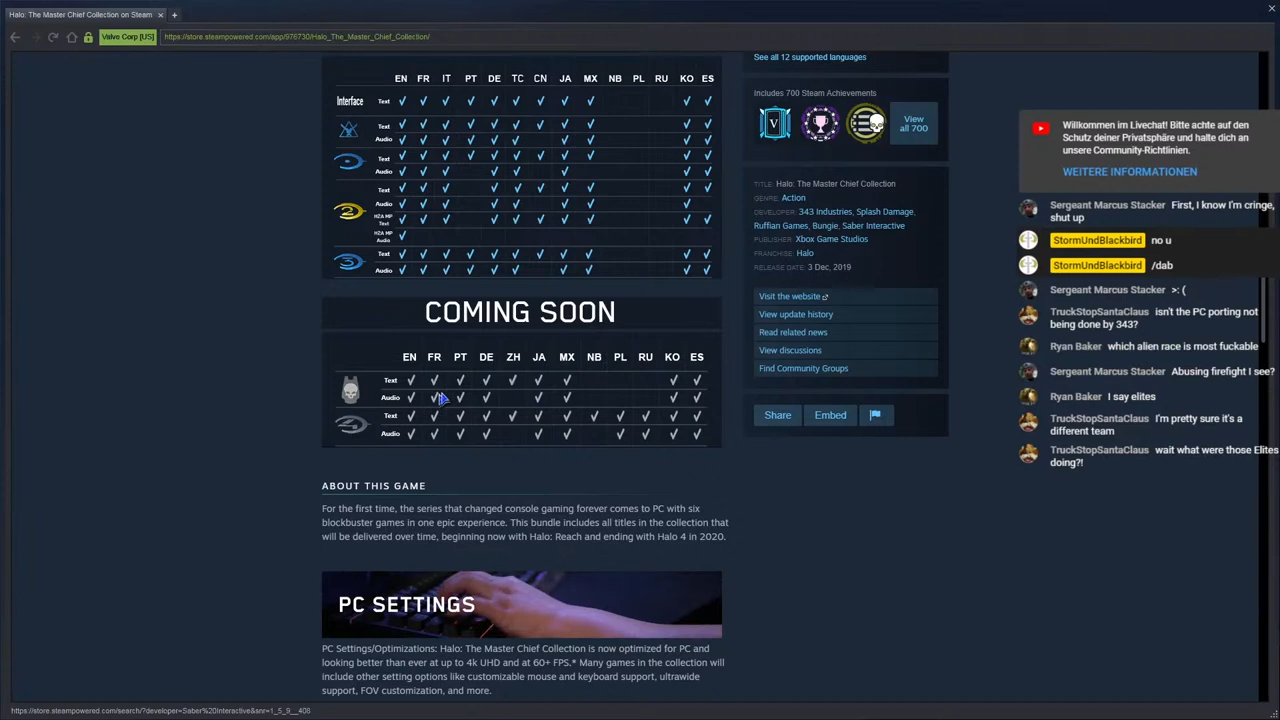 Halo: The Master Chief Collection on Steam × +
Valve Corp [US] https://store.steampowered.com/app/976730/Halo_The_Master_Chief_Collection/
EN FR IT PT DE TC CN JA MX NB PL RU KO ES
Interface Text ✓ ✓ ✓ ✓ ✓ ✓ ✓ ✓ ✓ ✓ ✓
Text ✓ ✓ ✓ ✓ ✓ ✓ ✓ ✓ ✓ ✓ ✓
Audio ✓ ✓ ✓ ✓ ✓ ✓ ✓ ✓ ✓
Text ✓ ✓ ✓ ✓ ✓ ✓ ✓ ✓ ✓ ✓ ✓
Audio ✓ ✓ ✓ ✓ ✓ ✓ ✓
2 Text ✓ ✓ ✓ ✓ ✓ ✓ ✓ ✓ ✓ ✓
Audio ✓ ✓ ✓ ✓ ✓ ✓ ✓ ✓
H2A MP Text ✓ ✓ ✓ ✓ ✓ ✓ ✓ ✓ ✓ ✓
H2A MP Audio ✓
3 Text ✓ ✓ ✓ ✓ ✓ ✓ ✓ ✓ ✓ ✓ ✓
Audio ✓ ✓ ✓ ✓ ✓ ✓ ✓ ✓ ✓ ✓
COMING SOON
EN FR PT DE ZH JA MX NB PL RU KO ES
Text ✓ ✓ ✓ ✓ ✓ ✓ ✓ ✓ ✓
Audio ✓ ✓ ✓ ✓ ✓ ✓ ✓ ✓
4 Text ✓ ✓ ✓ ✓ ✓ ✓ ✓ ✓ ✓ ✓ ✓ ✓
Audio ✓ ✓ ✓ ✓ ✓ ✓ ✓ ✓ ✓ ✓
ABOUT THIS GAME
For the first time, the series that changed console gaming forever comes to PC with six
blockbuster games in one epic experience. This bundle includes all titles in the collection that
will be delivered over time, beginning now with Halo: Reach and ending with Halo 4 in 2020.
PC SETTINGS
PC Settings/Optimizations: Halo: The Master Chief Collection is now optimized for PC and
looking better than ever at up to 4k UHD and at 60+ FPS.* Many games in the collection will
include other setting options like customizable mouse and keyboard support, ultrawide
support, FOV customization, and more.
See all 12 supported languages
Includes 700 Steam Achievements
V
View
all 700
TITLE: Halo: The Master Chief Collection
GENRE: Action
DEVELOPER: 343 Industries, Splash Damage,
Ruffian Games, Bungie, Saber Interactive
PUBLISHER: Xbox Game Studios
FRANCHISE: Halo
RELEASE DATE: 3 Dec, 2019
Visit the website
View update history
Read related news
View discussions
Find Community Groups
Share Embed
Willkommen im Livechat! Bitte achte auf den
Schutz deiner Privatsphäre und halte dich an
unsere Community-Richtlinien.
WEITERE INFORMATIONEN
Sergeant Marcus Stacker First, I know I'm cringe,
shut up
StormUndBlackbird no u
StormUndBlackbird /dab
Sergeant Marcus Stacker >: (
TruckStopSantaClaus isn't the PC porting not
being done by 343?
Ryan Baker which alien race is most fuckable
Sergeant Marcus Stacker Abusing firefight I see?
Ryan Baker I say elites
TruckStopSantaClaus I'm pretty sure it's a
different team
TruckStopSantaClaus wait what were those Elites
doing?!
https://store.steampowered.com/search/?developer=Saber%20Interactive&snr=1_5_9__408